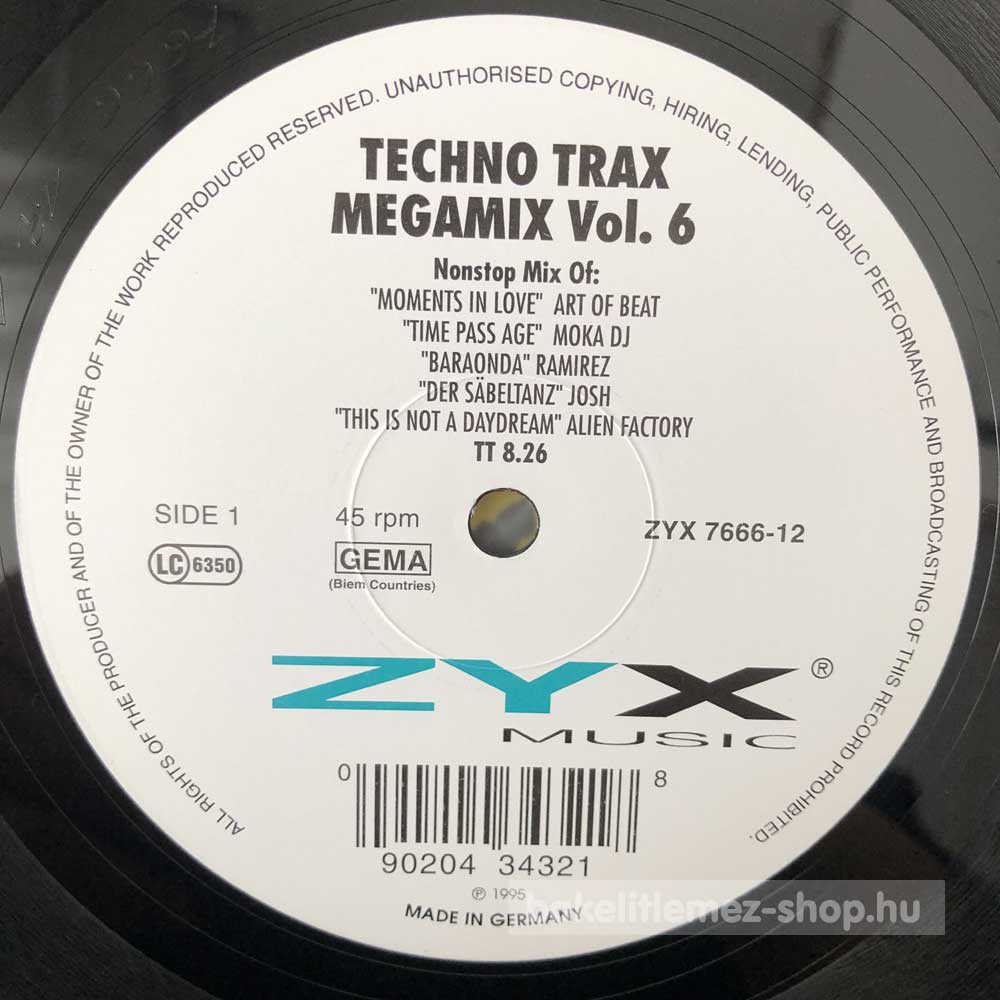 ALL RIGHTS OF THE PRODUCER AND OF THE OWNER OF THE WORK REPRODUCED RESERVED. UNAUTHORISED COPYING, HIRING, LENDING, PUBLIC PERFORMANCE AND BROADCASTING OF THIS RECORD PROHIBITED.
TECHNO TRAX
MEGAMIX Vol. 6
Nonstop Mix Of:
"MOMENTS IN LOVE" ART OF BEAT
"TIME PASS AGE" MOKA DJ
"BARAONDA" RAMIREZ
"DER SÄBELTANZ" JOSH
"THIS IS NOT A DAYDREAM" ALIEN FACTORY
TT 8.26
SIDE 1 45 rpm ZYX 7666-12
LC 6350 GEMA
(Biem Countries)
ZYX ®
MUSIC
0 8
90204 34321
℗ 1995
MADE IN GERMANY
bakelitlemez-shop.hu